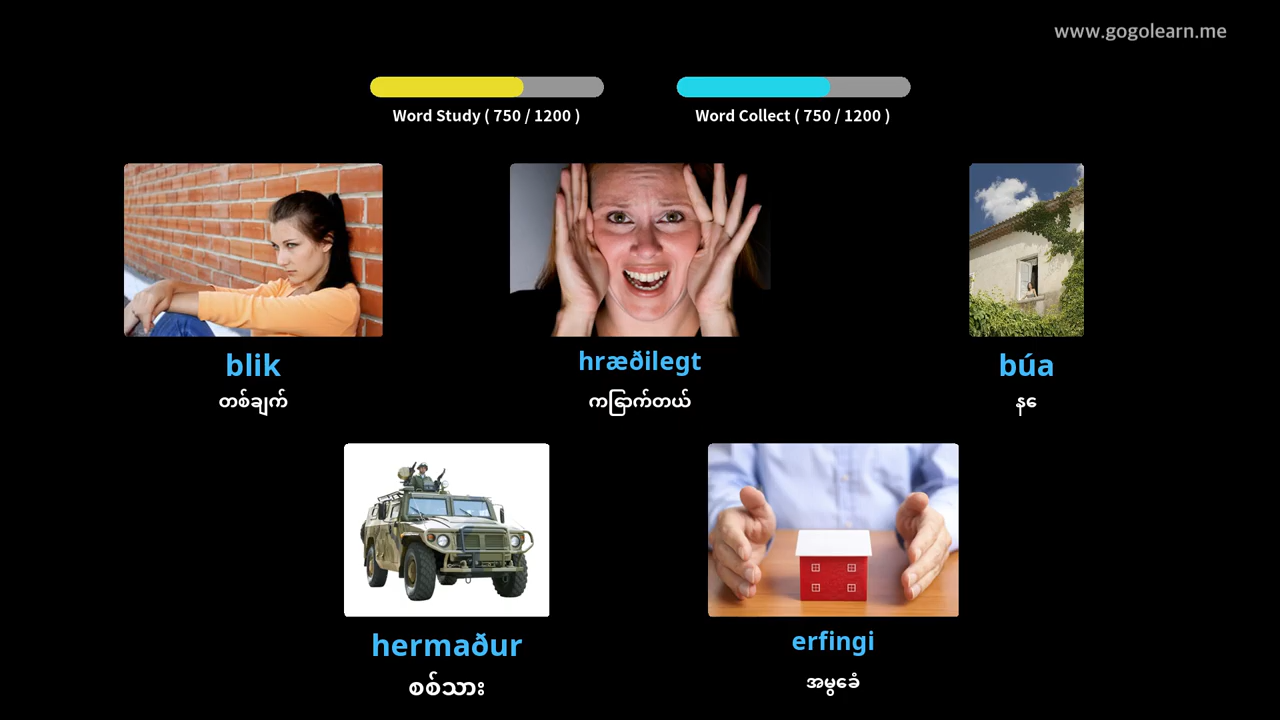 www.gogolearn.me
Word Study ( 750 / 1200 )
Word Collect ( 750 / 1200 )
blik
တစ်ချက်
hræðilegt
ကြောက်တယ်
búa
နေ
hermaður
စစ်သား
erfingi
အမွေခံ